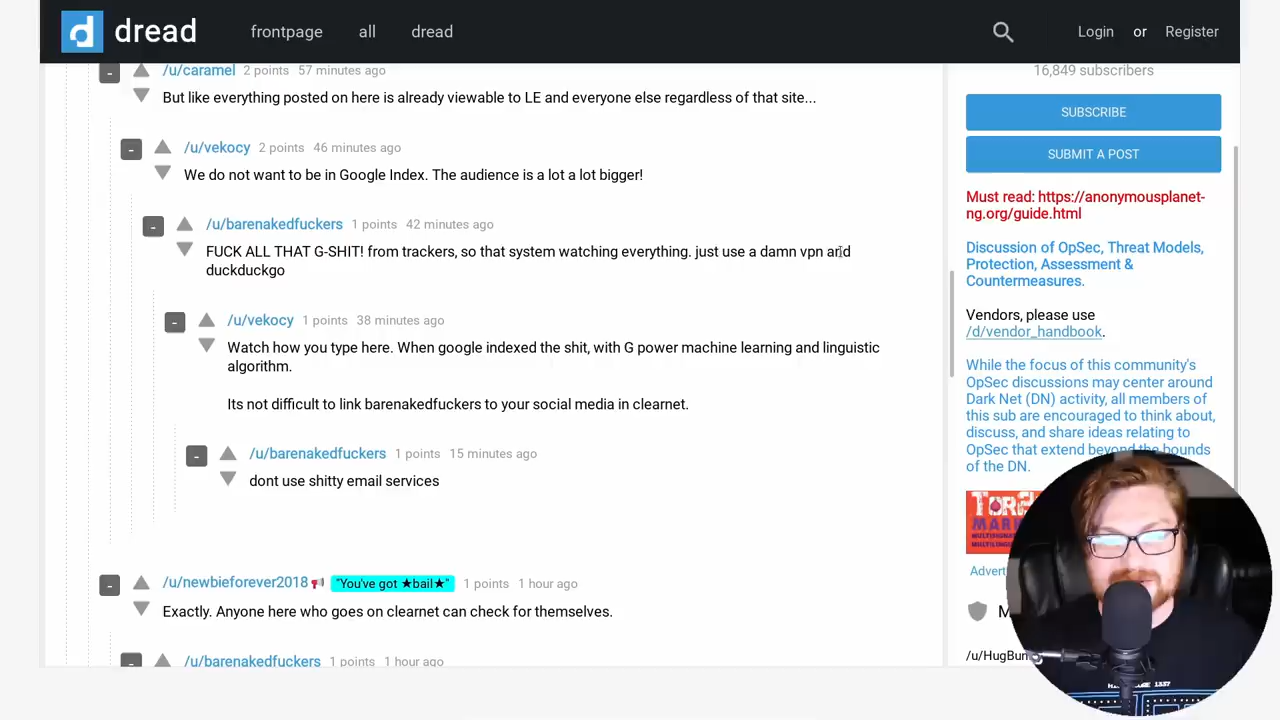 dread
frontpage
all
dread
Login or Register
/u/caramel 2 points 57 minutes ago
But like everything posted on here is already viewable to LE and everyone else regardless of that site...
/u/vekocy 2 points 46 minutes ago
We do not want to be in Google Index. The audience is a lot a lot bigger!
/u/barenakedfuckers 1 points 42 minutes ago
FUCK ALL THAT G-SHIT! from trackers, so that system watching everything. just use a damn vpn and
duckduckgo
/u/vekocy 1 points 38 minutes ago
Watch how you type here. When google indexed the shit, with G power machine learning and linguistic
algorithm.
Its not difficult to link barenakedfuckers to your social media in clearnet.
/u/barenakedfuckers 1 points 15 minutes ago
dont use shitty email services
/u/newbieforever2018 "You've got ★bail★" 1 points 1 hour ago
Exactly. Anyone here who goes on clearnet can check for themselves.
/u/barenakedfuckers 1 points 1 hour ago
16,849 subscribers
SUBSCRIBE
SUBMIT A POST
Must read: https://anonymousplanet-
ng.org/guide.html
Discussion of OpSec, Threat Models,
Protection, Assessment &
Countermeasures.
Vendors, please use
/d/vendor_handbook.
While the focus of this community's
OpSec discussions may center around
Dark Net (DN) activity, all members of
this sub are encouraged to think about,
discuss, and share ideas relating to
OpSec that extend beyond the bounds
of the DN.
/u/HugBun